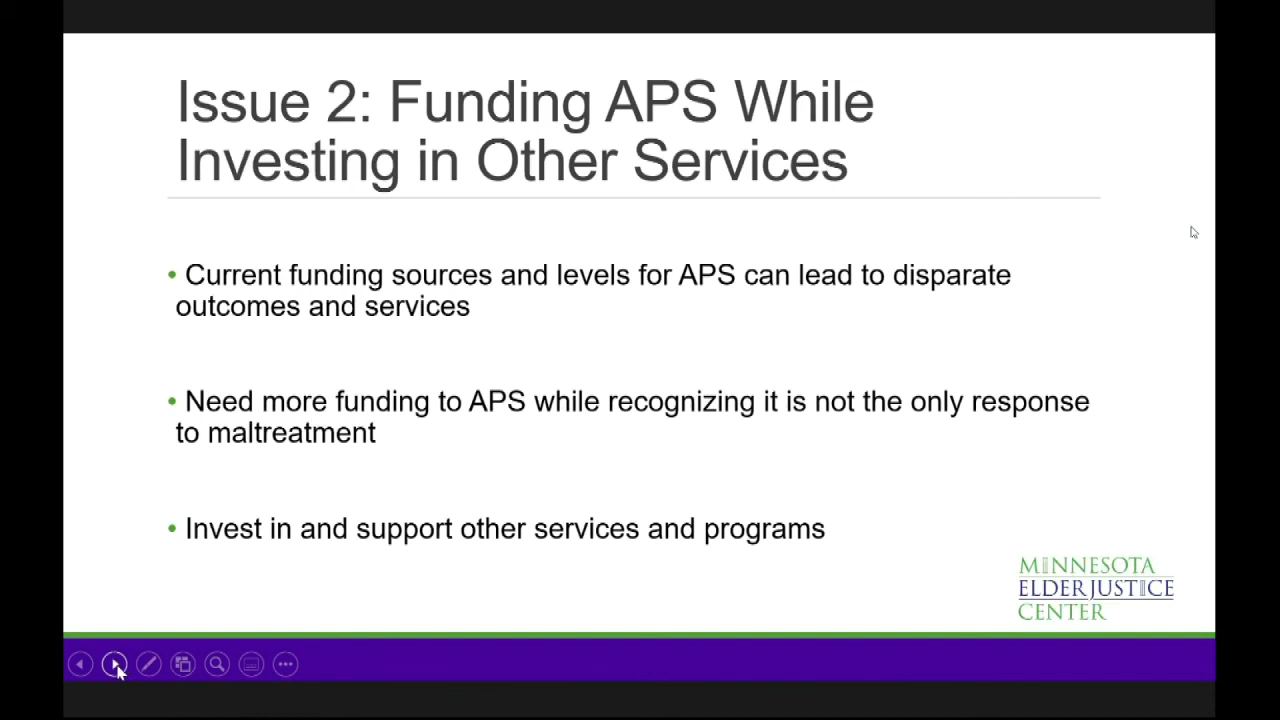 Issue 2: Funding APS While
Investing in Other Services
• Current funding sources and levels for APS can lead to disparate
outcomes and services
• Need more funding to APS while recognizing it is not the only response
to maltreatment
• Invest in and support other services and programs
MINNESOTA
ELDER JUSTICE
CENTER